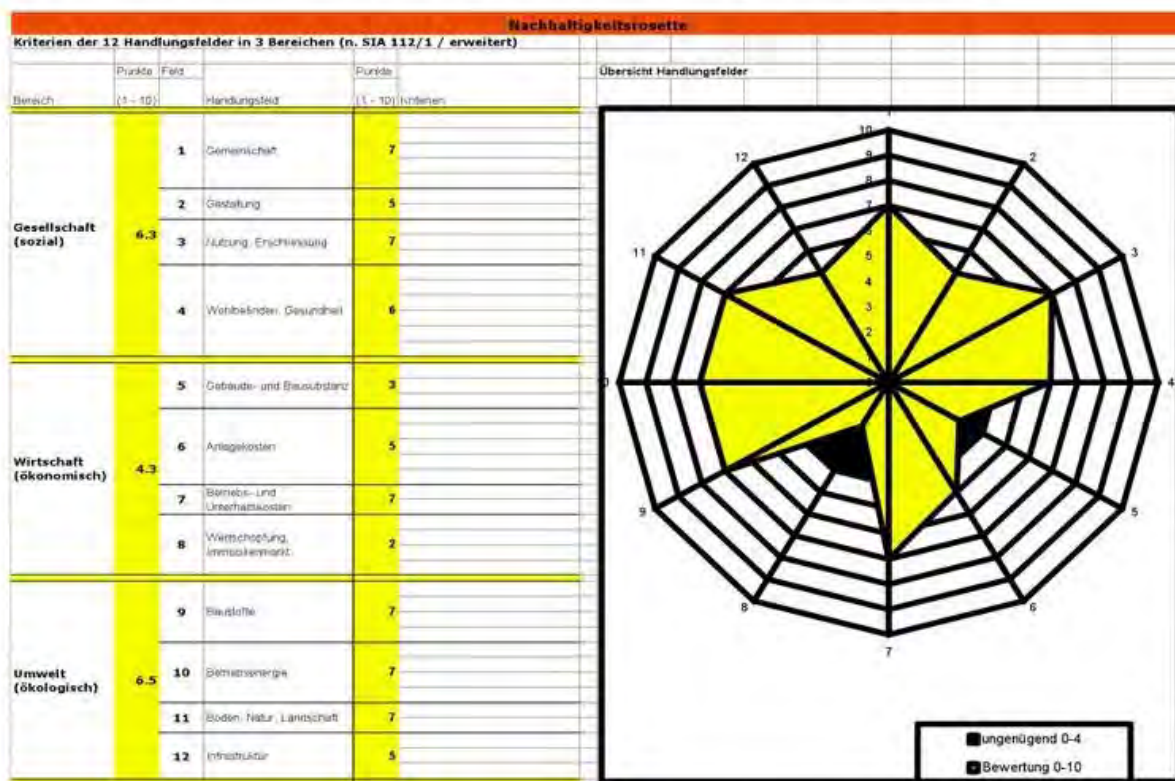 Nachhaltigkeitsrosette
Kriterien der 12 Handlungsfelder in 3 Bereichen (n. SIA 112/1 / erweitert)
Punkte Feld Punkte Übersicht Handlungsfelder
Bereich (1 - 10) Handlungsfeld (1 - 10) Kriterien
Gesellschaft
(sozial)
6.3
1 Gemeinschaft 7
2 Gestaltung 5
3 Nutzung, Erschliessung 7
4 Wohlbefinden, Gesundheit 6
Wirtschaft
(ökonomisch)
4.3
5 Gebäude- und Bausubstanz 3
6 Anlagekosten 5
7 Betriebs- und
Unterhaltskosten 7
8 Wertschöpfung,
Immobilienmarkt 2
Umwelt
(ökologisch)
6.5
9 Baustoffe 7
10 Betriebsenergie 7
11 Boden, Natur, Landschaft 7
12 Infrastruktur 5
10
9
8
7
6
5
4
3
2
2
3
4
5
6
7
8
9
11
12
ungenügend 0-4
Bewertung 0-10